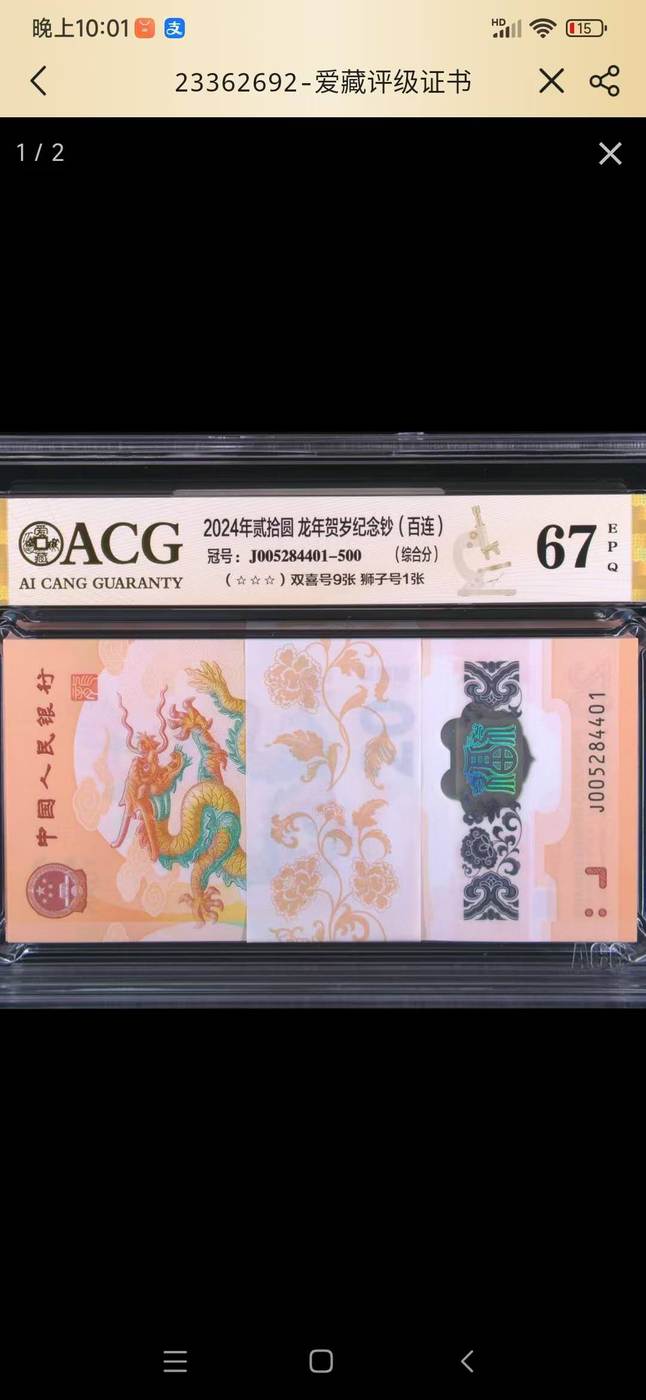 晚上10:01
HD
15
23362692-爱藏评级证书
1 / 2
ACG
AI CANG GUARANTY
2024年贰拾圆 龙年贺岁纪念钞（百连）
冠号：J005284401-500 （综合分）
（☆☆☆）双喜号9张 狮子号1张
67
EPQ
中国人民银行
J005284401
ACG